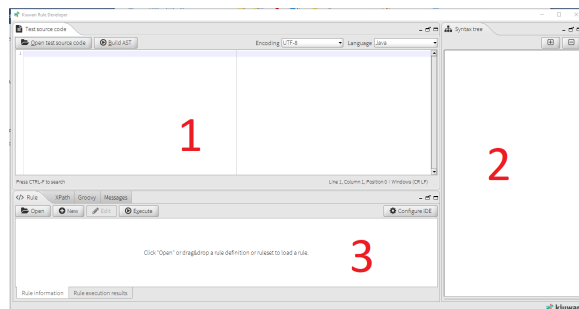 Kiuwan Rule Developer
Test source code
Open test source code Build AST Encoding UTF-8 Language Java
1
1
Press CTRL-F to search Line 1, Column 1, Position 0 | Windows (CR LF)
Syntax tree
2
Rule XPath Groovy Messages
Open New Edit Execute Configure IDE
Click "Open" or drag&drop a rule definition or ruleset to load a rule.
3
Rule information Rule execution results
kiuwan